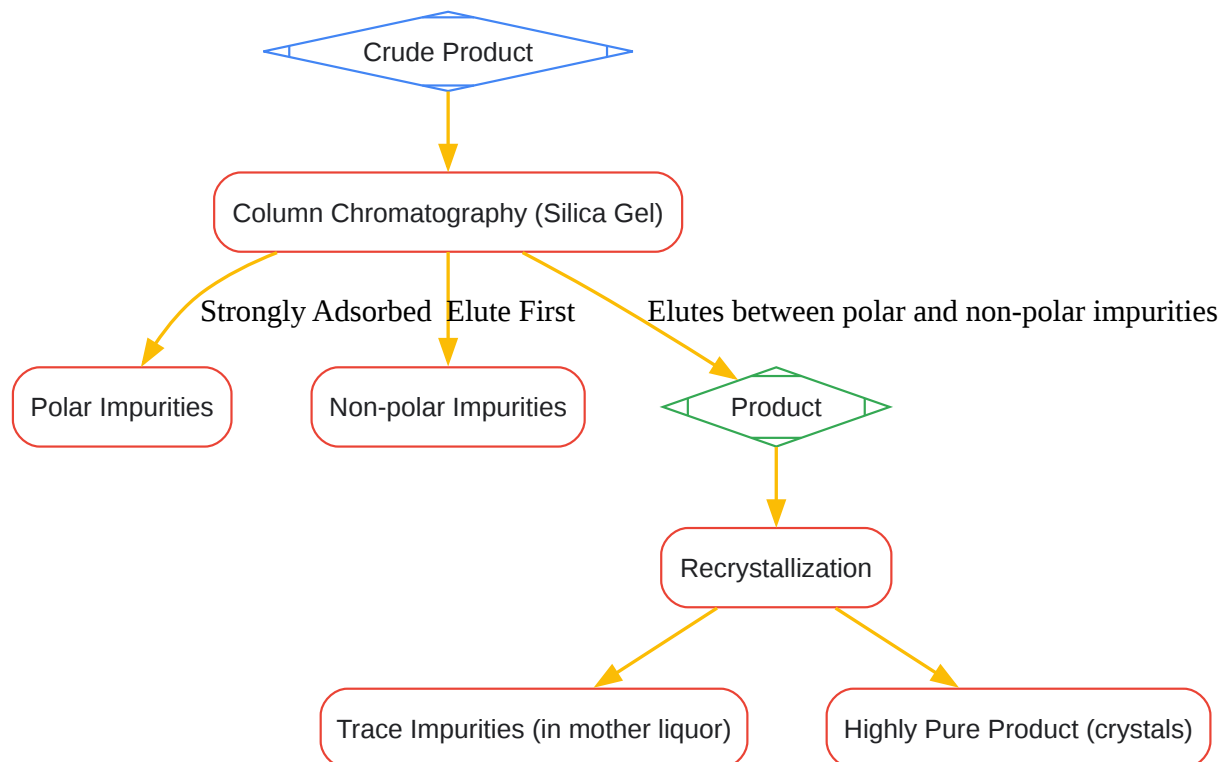 Crude Product
Column Chromatography (Silica Gel)
Strongly Adsorbed
Elute First
Elutes between polar and non-polar impurities
Polar Impurities
Non-polar Impurities
Product
Recrystallization
Trace Impurities (in mother liquor)
Highly Pure Product (crystals)